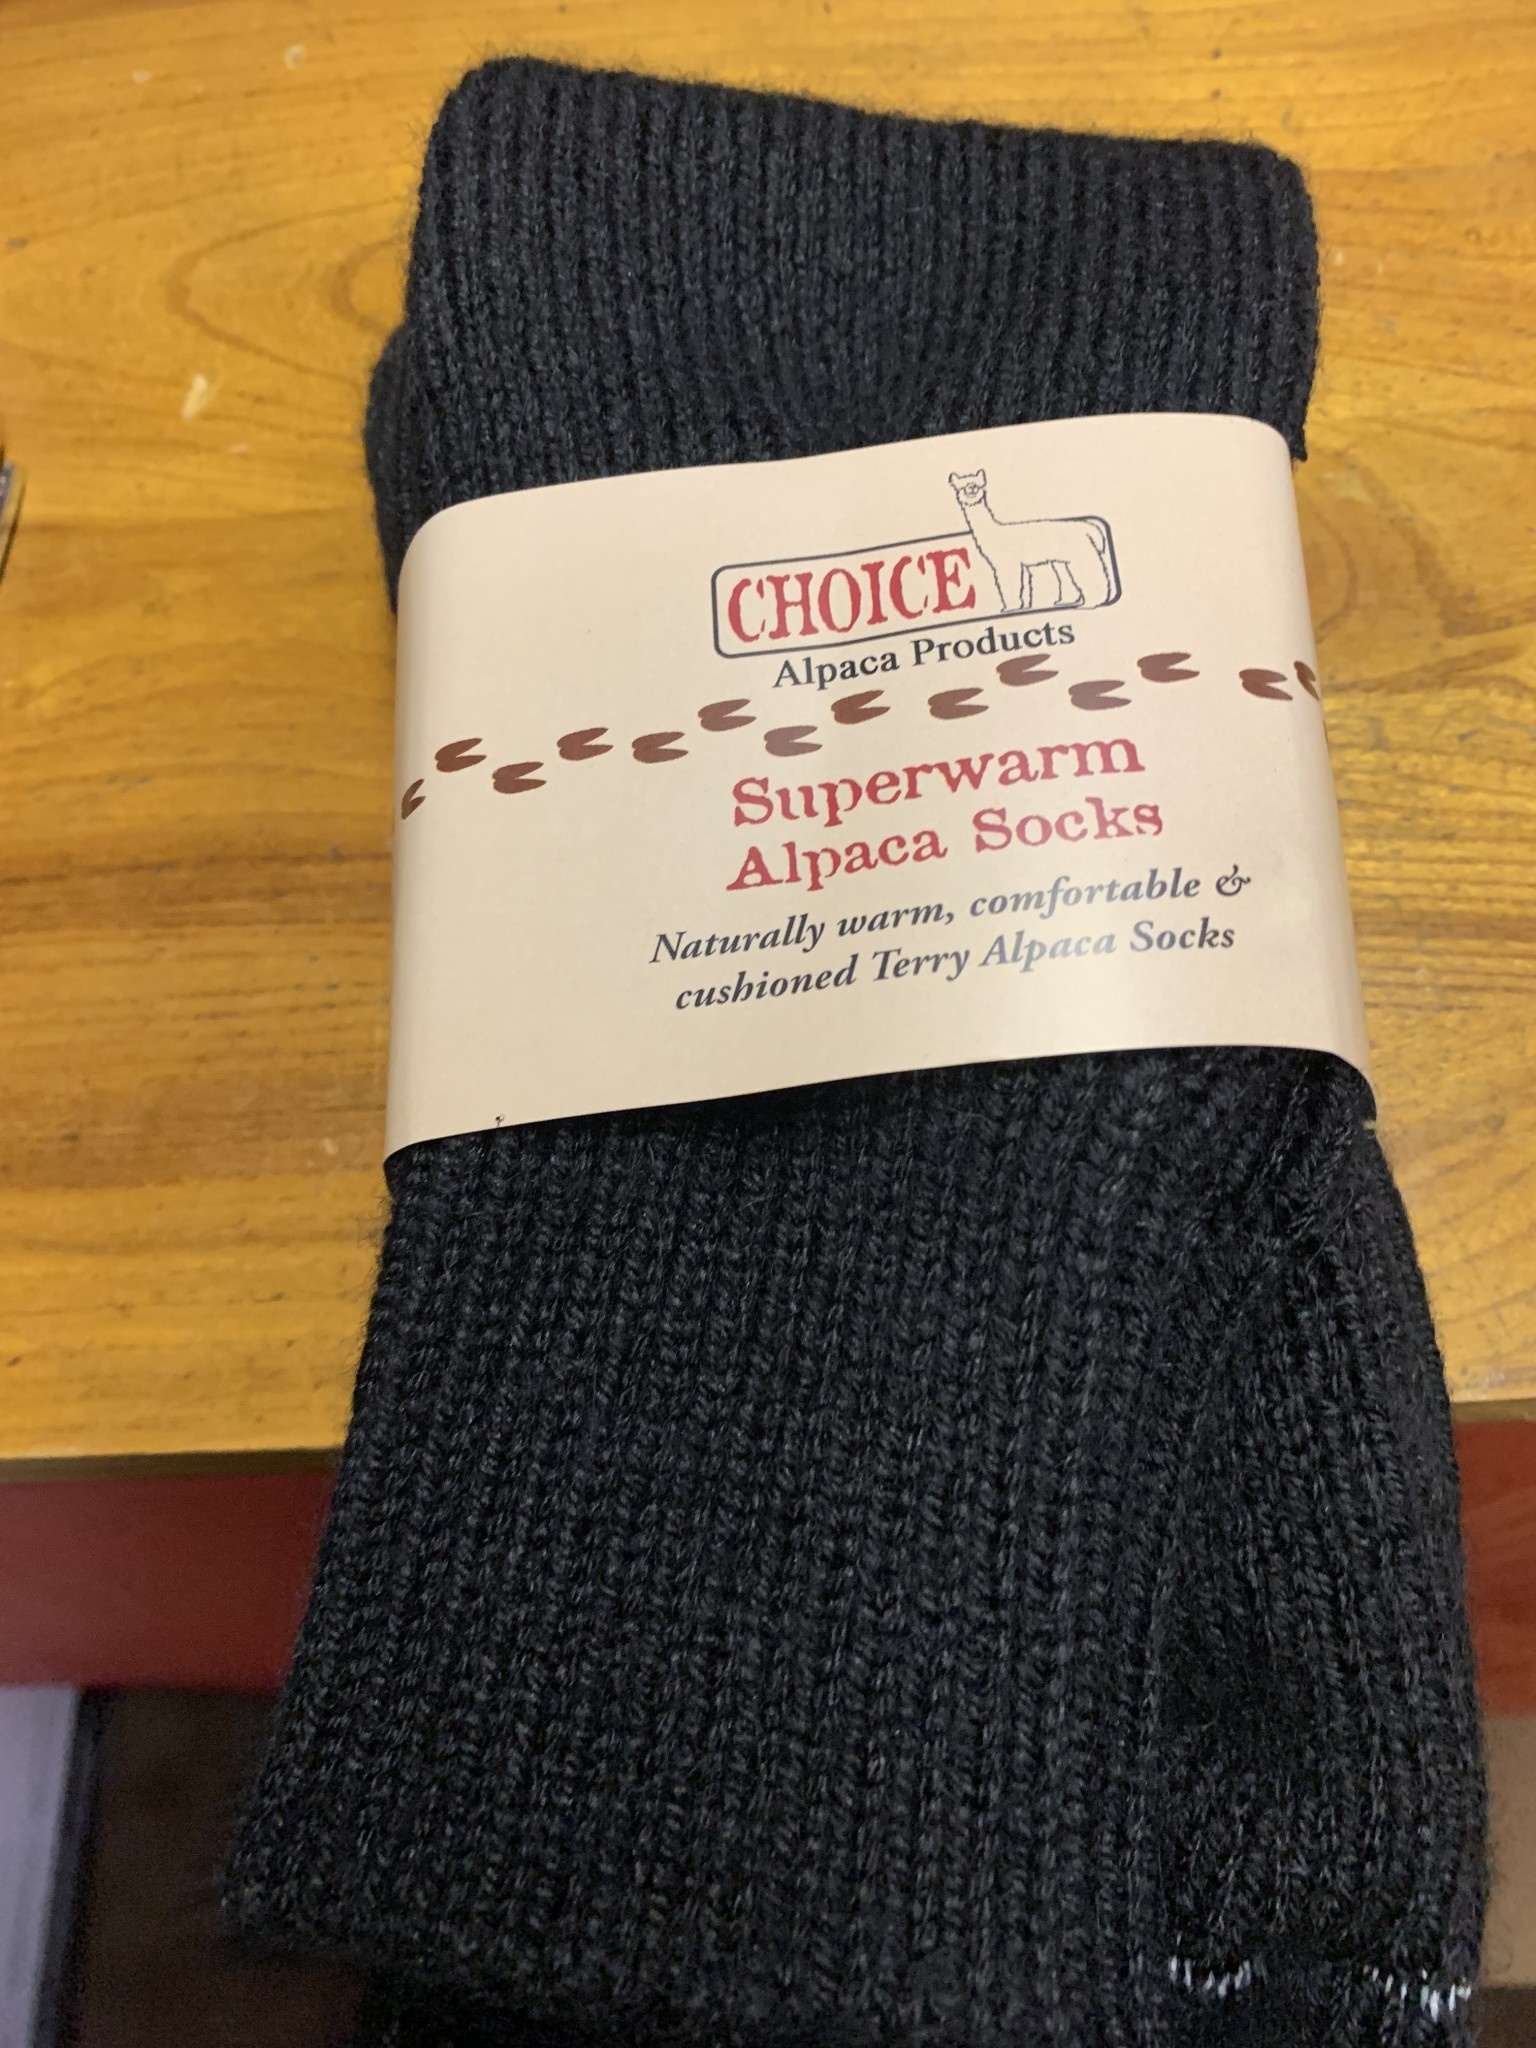 CHOICE
Alpaca Products
Superwarm
Alpaca Socks
Naturally warm, comfortable &
cushioned Terry Alpaca Socks